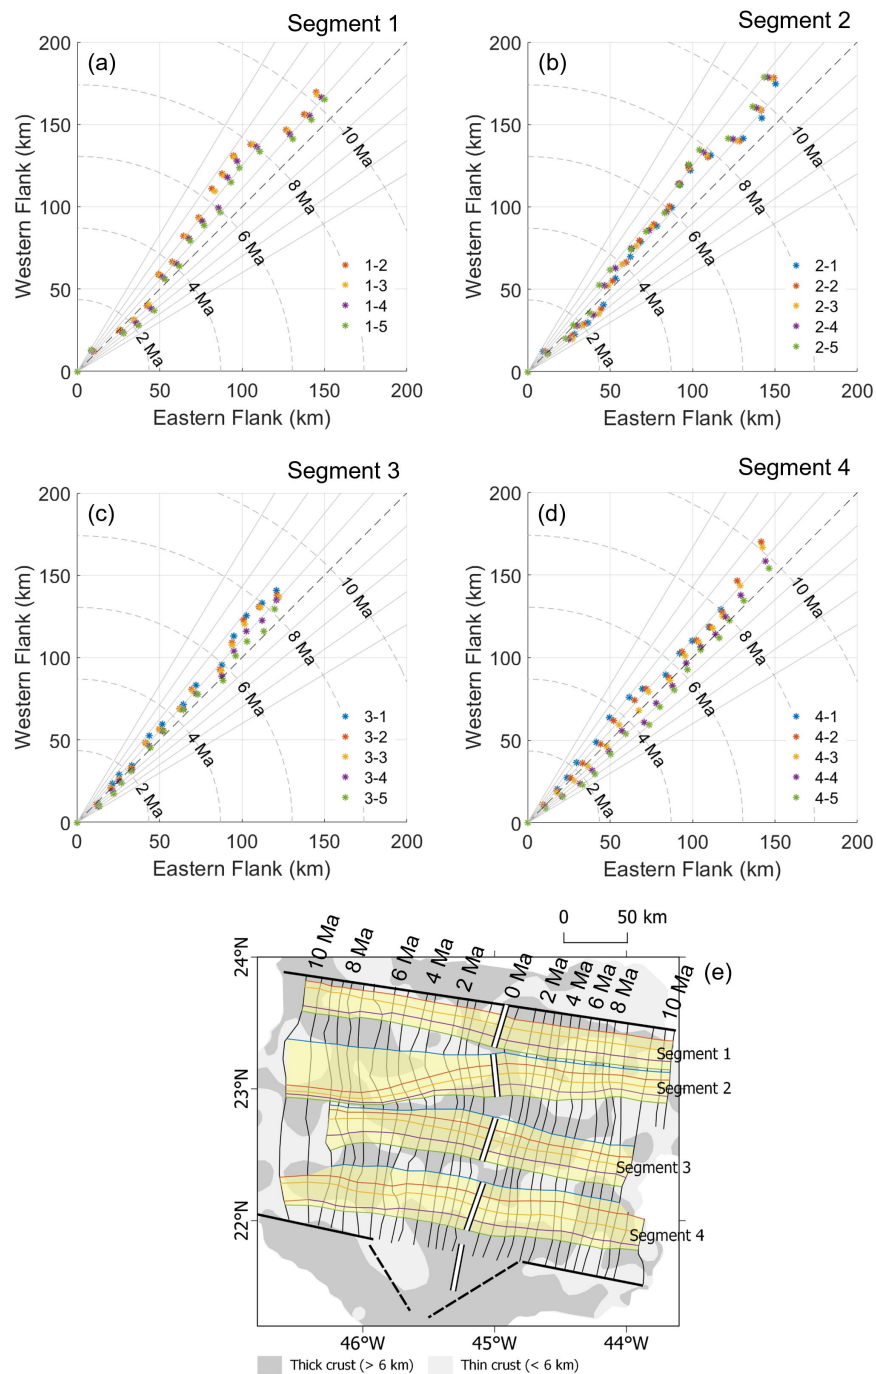 Segment 1
(a)
200
150
100
50
0
Western Flank (km)
10 Ma
8 Ma
6 Ma
4 Ma
2 Ma
1-2
1-3
1-4
1-5
0 50 100 150 200
Eastern Flank (km)
Segment 2
(b)
200
150
100
50
0
Western Flank (km)
10 Ma
8 Ma
6 Ma
4 Ma
2 Ma
2-1
2-2
2-3
2-4
2-5
0 50 100 150 200
Eastern Flank (km)
Segment 3
(c)
200
150
100
50
0
Western Flank (km)
10 Ma
8 Ma
6 Ma
4 Ma
2 Ma
3-1
3-2
3-3
3-4
3-5
0 50 100 150 200
Eastern Flank (km)
Segment 4
(d)
200
150
100
50
0
Western Flank (km)
10 Ma
8 Ma
6 Ma
4 Ma
2 Ma
4-1
4-2
4-3
4-4
4-5
0 50 100 150 200
Eastern Flank (km)
0 50 km
(e)
10 Ma
8 Ma
6 Ma
4 Ma
2 Ma
0 Ma
2 Ma
4 Ma
6 Ma
8 Ma
10 Ma
24°N
23°N
22°N
Segment 1
Segment 2
Segment 3
Segment 4
46°W 45°W 44°W
Thick crust (> 6 km) Thin crust (< 6 km)